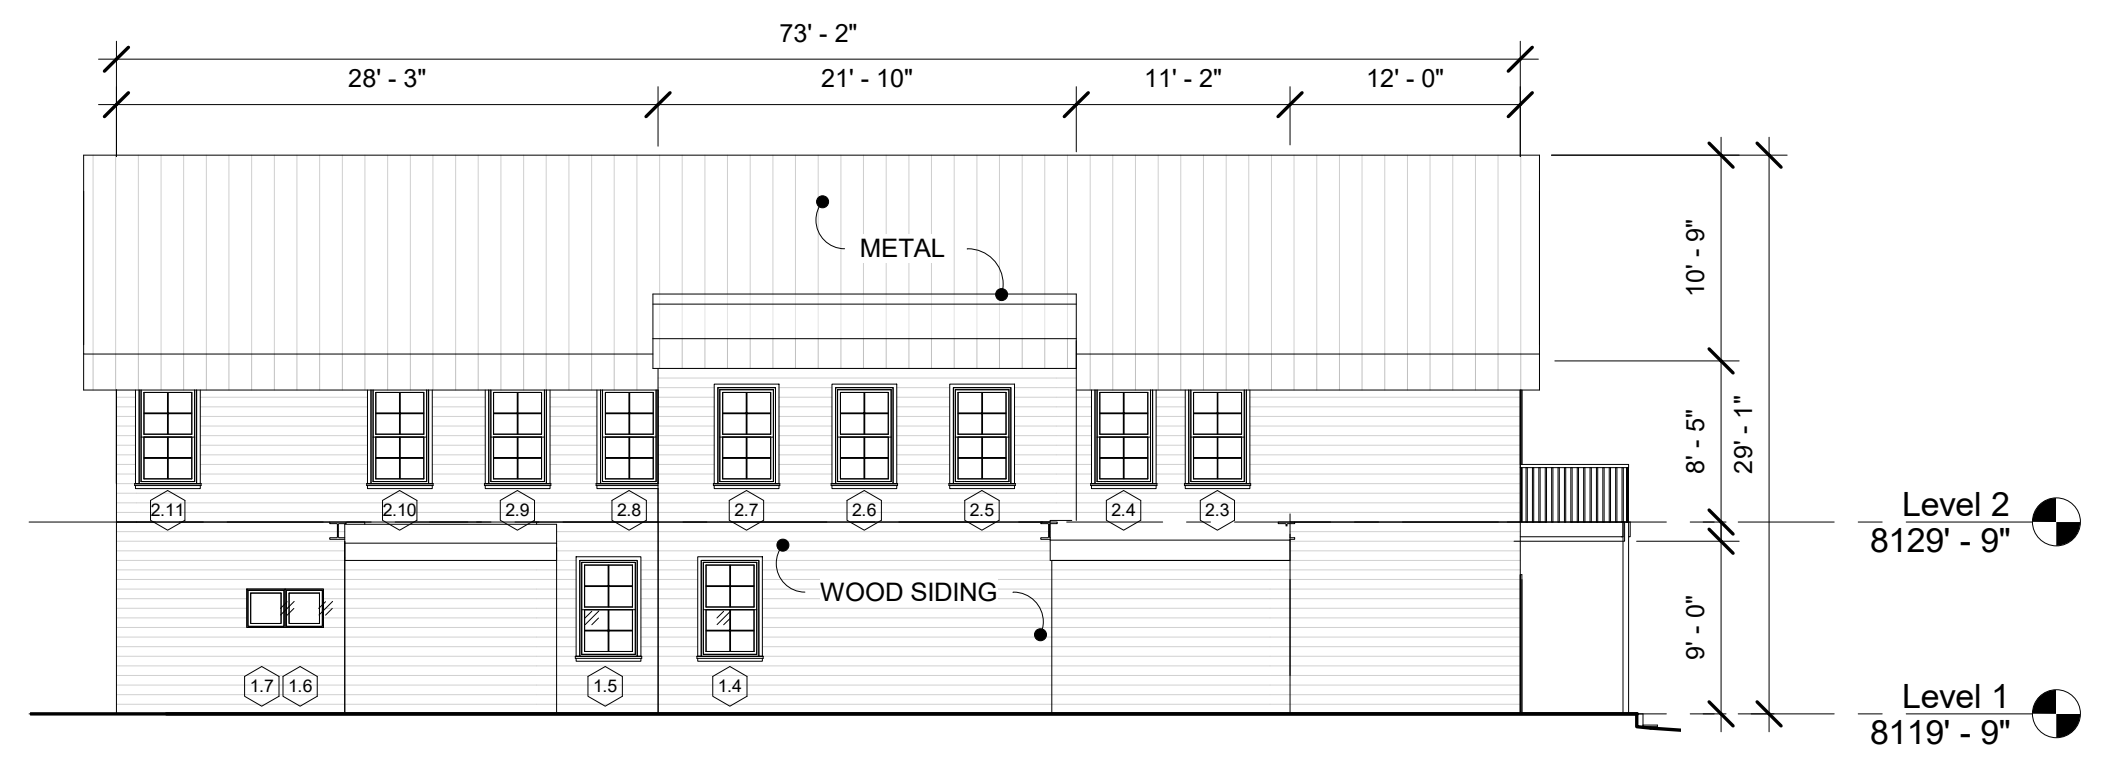 73' - 2"
28' - 3"
21' - 10"
11' - 2"
12' - 0"
METAL
10' - 9"
8' - 5"
29' - 1"
2.11
2.10
2.9
2.8
2.7
2.6
2.5
2.4
2.3
Level 2
8129' - 9"
WOOD SIDING
9' - 0"
1.7
1.6
1.5
1.4
Level 1
8119' - 9"